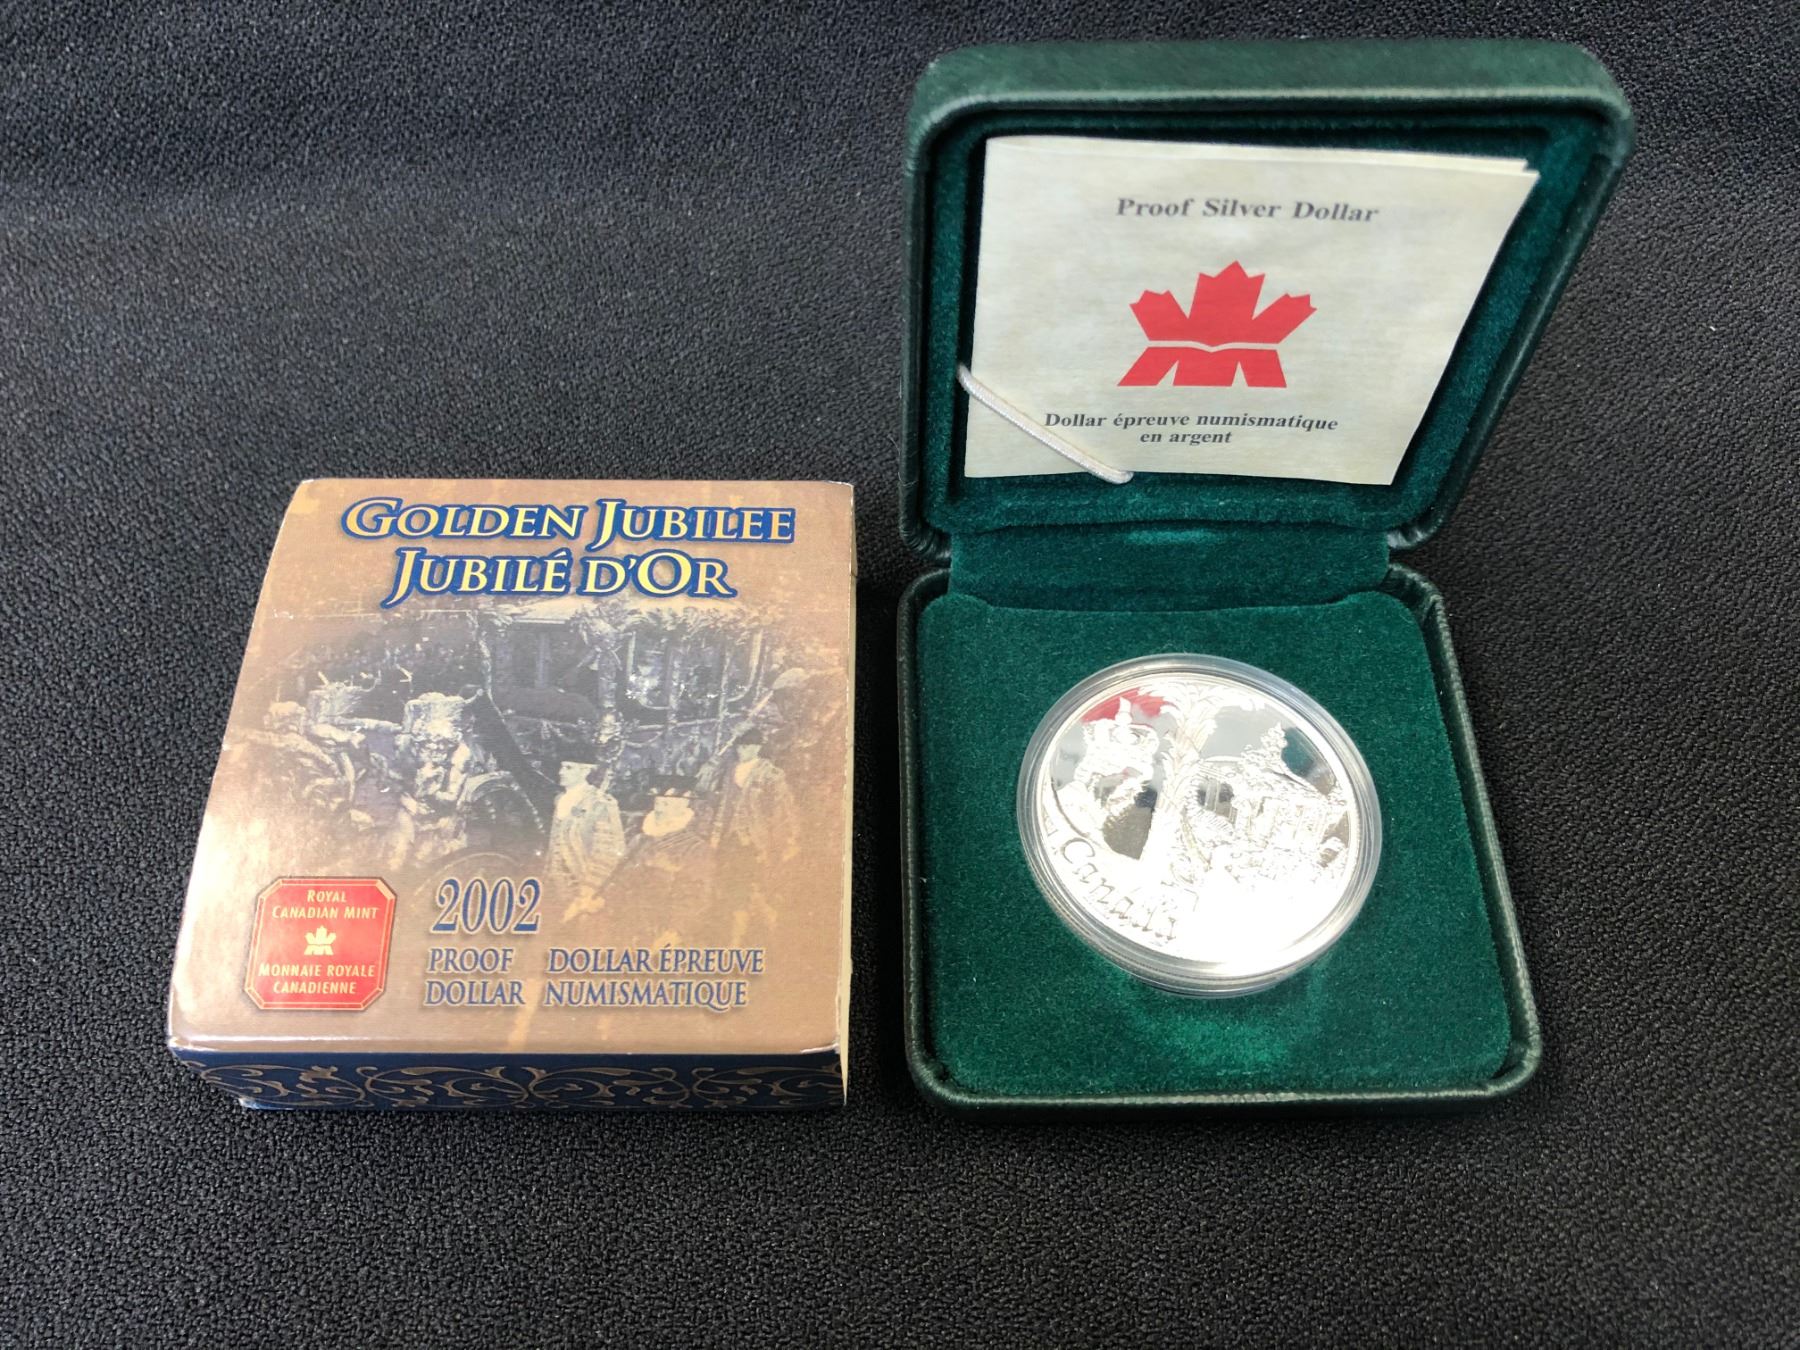 GOLDEN JUBILEE
JUBILÉ D'OR
ROYAL
CANADIAN MINT
MONNAIE ROYALE
CANADIENNE
2002
PROOF
DOLLAR
DOLLAR ÉPREUVE
NUMISMATIQUE
Proof Silver Dollar
Dollar épreuve numismatique
en argent
Canada